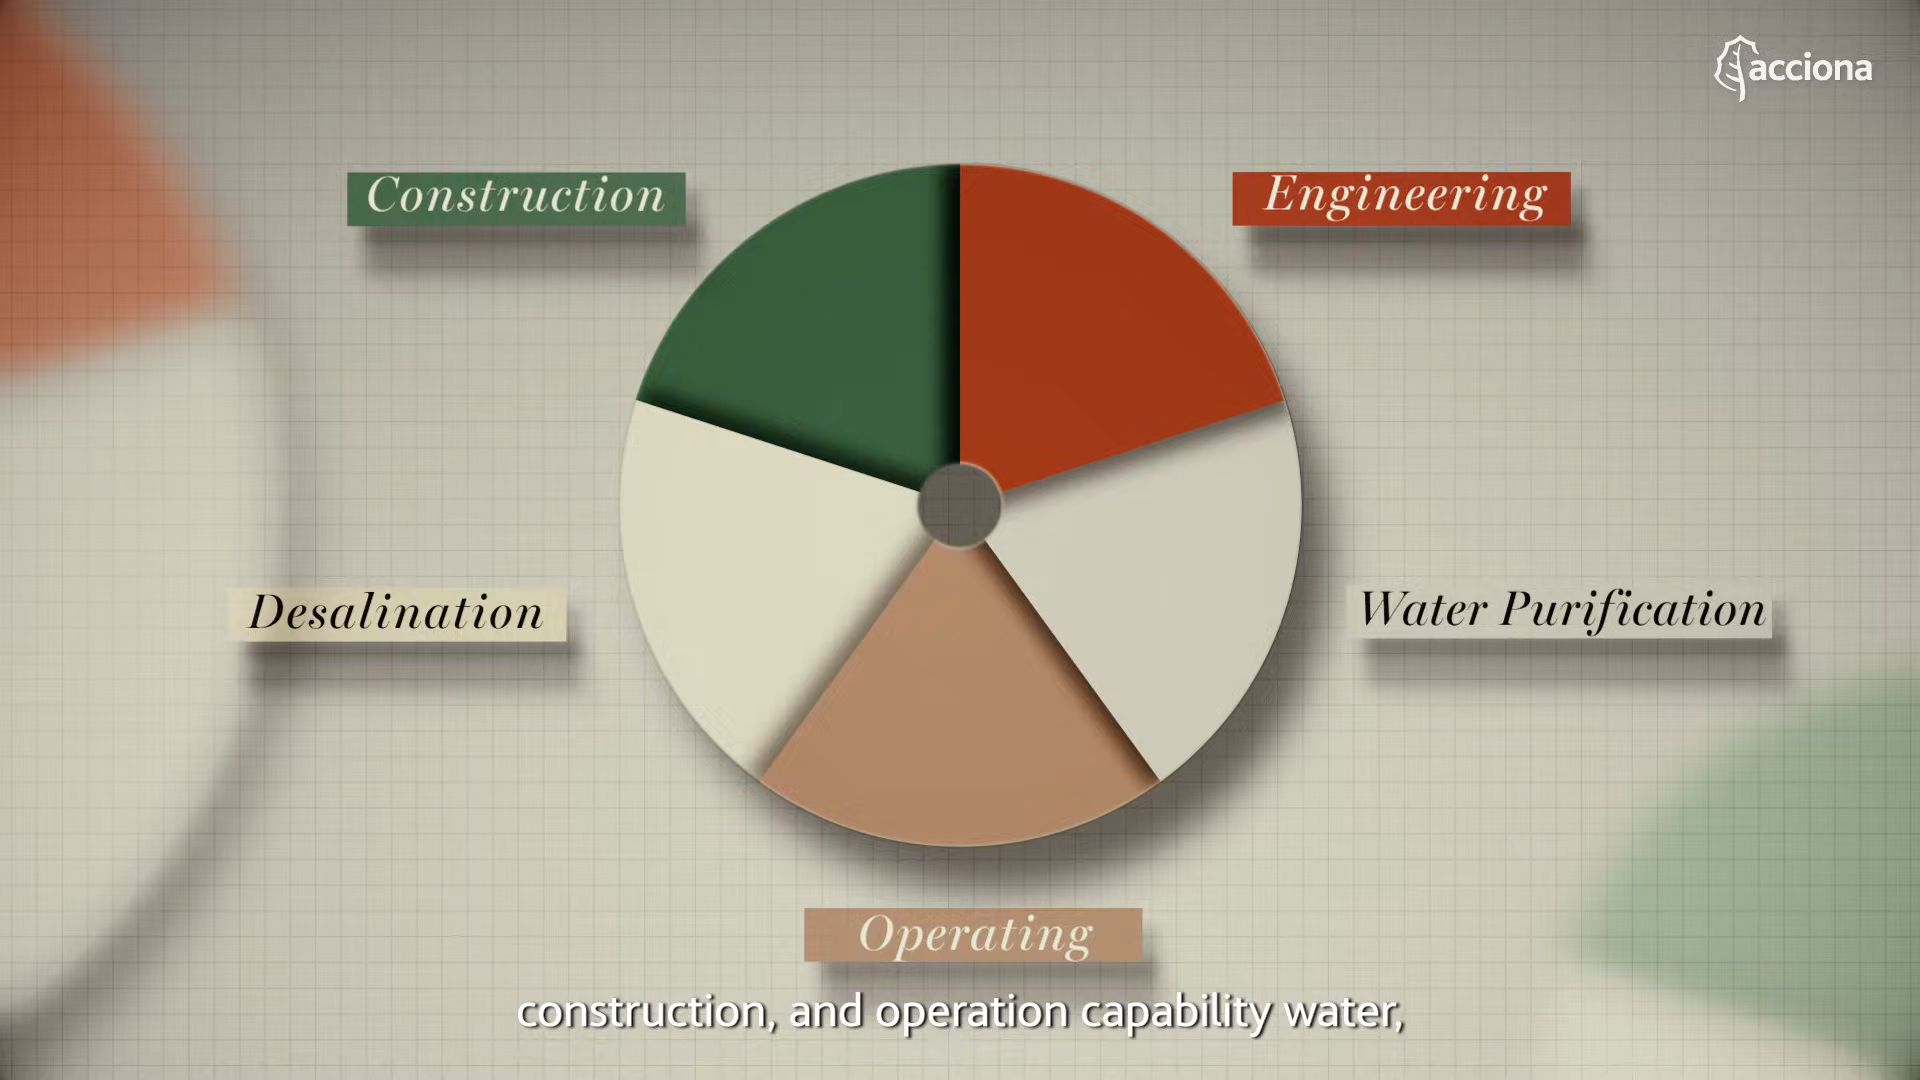 acciona
Construction
Engineering
Desalination
Water Purification
Operating
construction, and operation capability water,